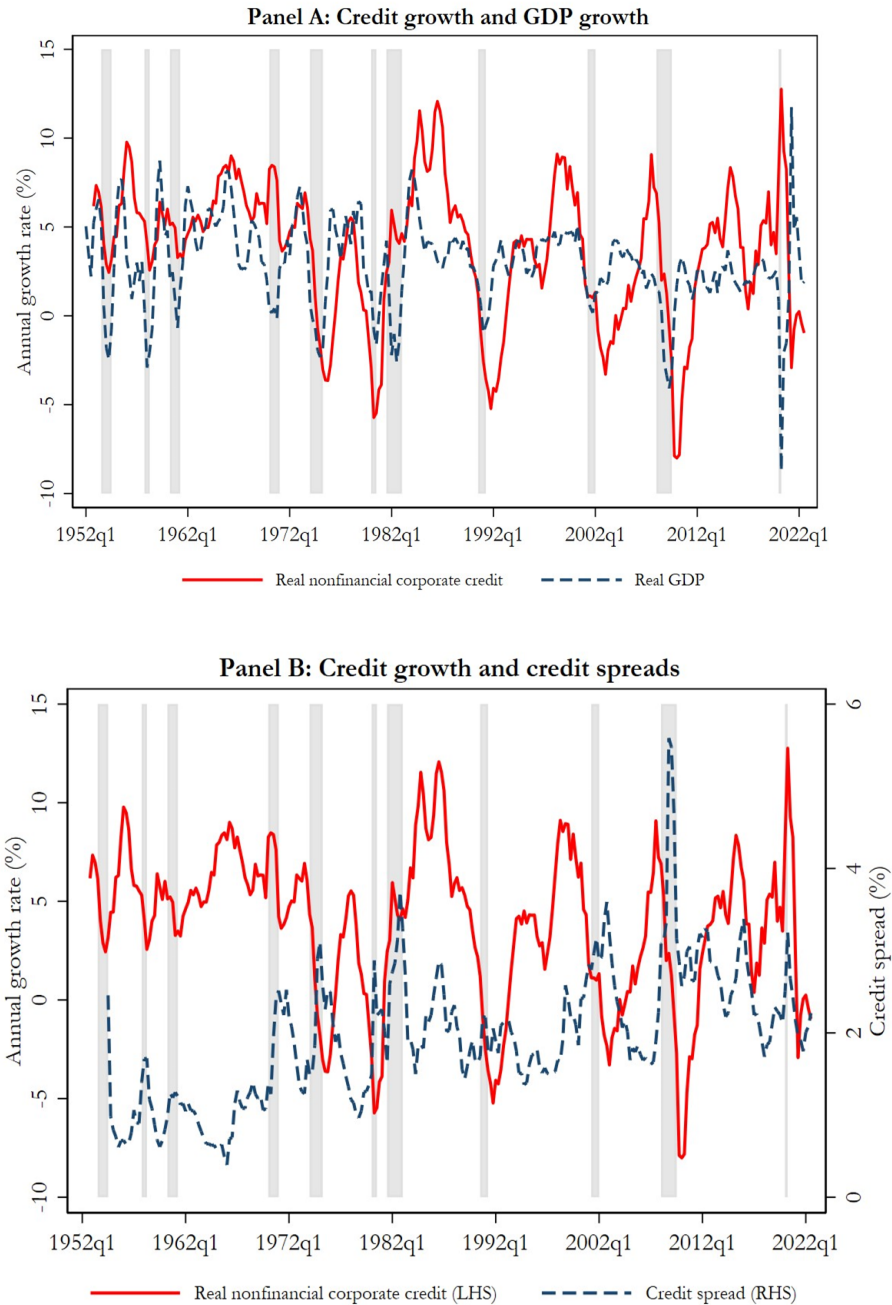 Panel A: Credit growth and GDP growth
Annual growth rate (%)
15
10
5
0
-5
-10
1952q1 1962q1 1972q1 1982q1 1992q1 2002q1 2012q1 2022q1
Real nonfinancial corporate credit Real GDP
Panel B: Credit growth and credit spreads
Annual growth rate (%)
15
10
5
0
-5
-10
6
4
2
0
Credit spread (%)
1952q1 1962q1 1972q1 1982q1 1992q1 2002q1 2012q1 2022q1
Real nonfinancial corporate credit (LHS) Credit spread (RHS)